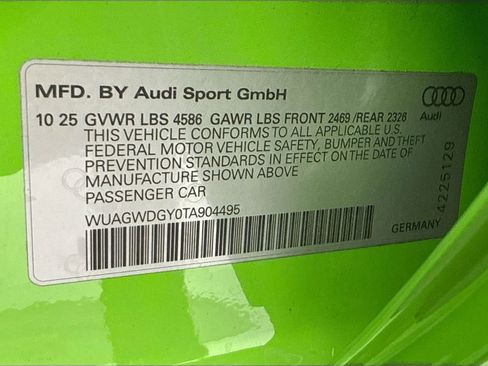 MFD. BY Audi Sport GmbH
10 25 GVWR LBS 4586 GAWR LBS FRONT 2469 /REAR 2328
THIS VEHICLE CONFORMS TO ALL APPLICABLE U.S.
FEDERAL MOTOR VEHICLE SAFETY, BUMPER AND THEFT
PREVENTION STANDARDS IN EFFECT ON THE DATE OF
MANUFACTURE SHOWN ABOVE
PASSENGER CAR
WUAGWDGY0TA904495
Audi
4225129
GERMANY